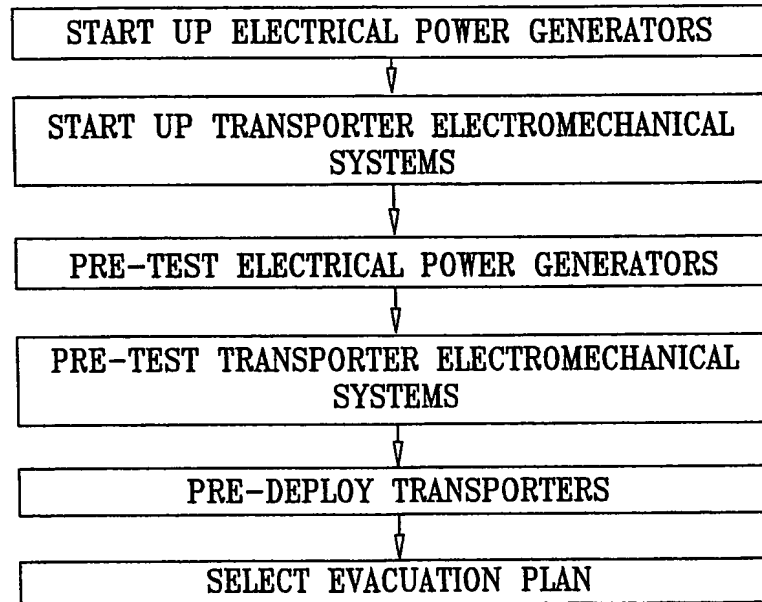 START UP ELECTRICAL POWER GENERATORS
START UP TRANSPORTER ELECTROMECHANICAL
SYSTEMS
PRE-TEST ELECTRICAL POWER GENERATORS
PRE-TEST TRANSPORTER ELECTROMECHANICAL
SYSTEMS
PRE-DEPLOY TRANSPORTERS
SELECT EVACUATION PLAN